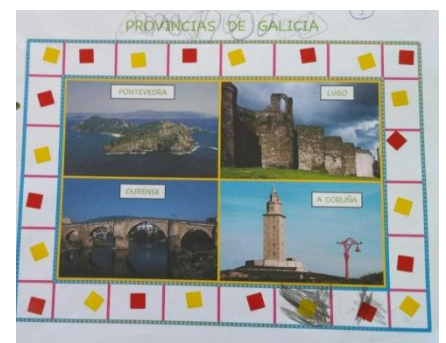 PROVINCIAS DE GALICIA
PONTEVEDRA
LUGO
OURENSE
A CORUÑA